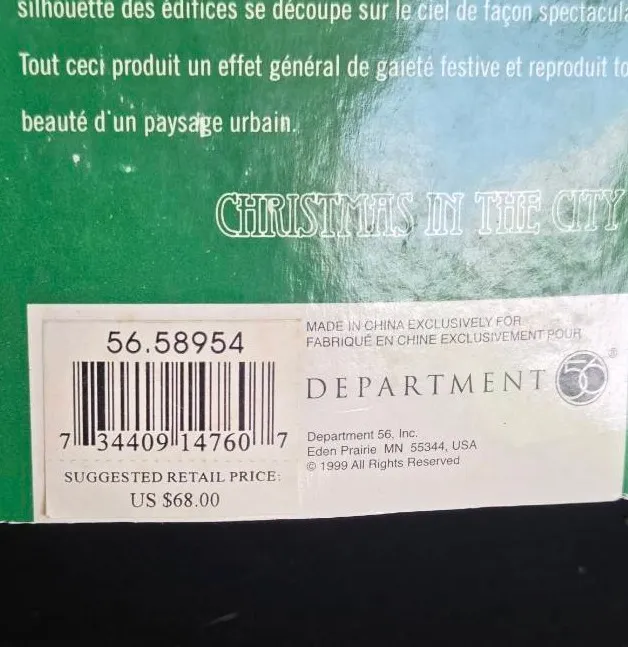 silhouette des édifices se découpe sur le ciel de façon
Tout ceci produit un effet général de gaieté festive et reproduit
beauté d'un paysage urbain.
CHRISTMAS IN THE CITY
56.58954
7 34409 14760 7
SUGGESTED RETAIL PRICE:
US $68.00
MADE IN CHINA EXCLUSIVELY FOR
FABRIQUÉ EN CHINE EXCLUSIVEMENT POUR
DEPARTMENT 56 ®
Department 56, Inc.
Eden Prairie MN 55344, USA
© 1999 All Rights Reserved